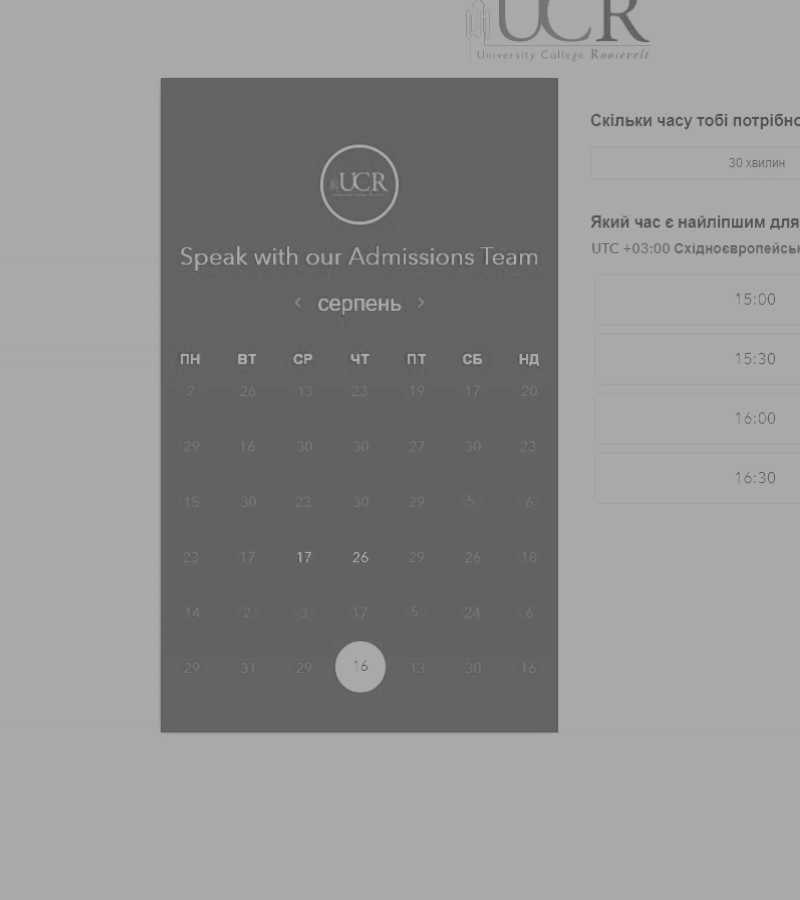 UCR
University College Roosevelt
UCR
Speak with our Admissions Team
‹ серпень ›
ПН ВТ СР ЧТ ПТ СБ НД
2 26 13 23 19 17 20
29 16 30 30 27 30 23
15 30 23 30 29 5 6
23 17 17 26 29 26 18
14 2 3 17 5 24 6
29 31 29 16 13 30 16
Скільки часу тобі потрібно
30 хвилин
Який час є найліпшим для
UTC +03:00 Східноєвропейськ
15:00
15:30
16:00
16:30